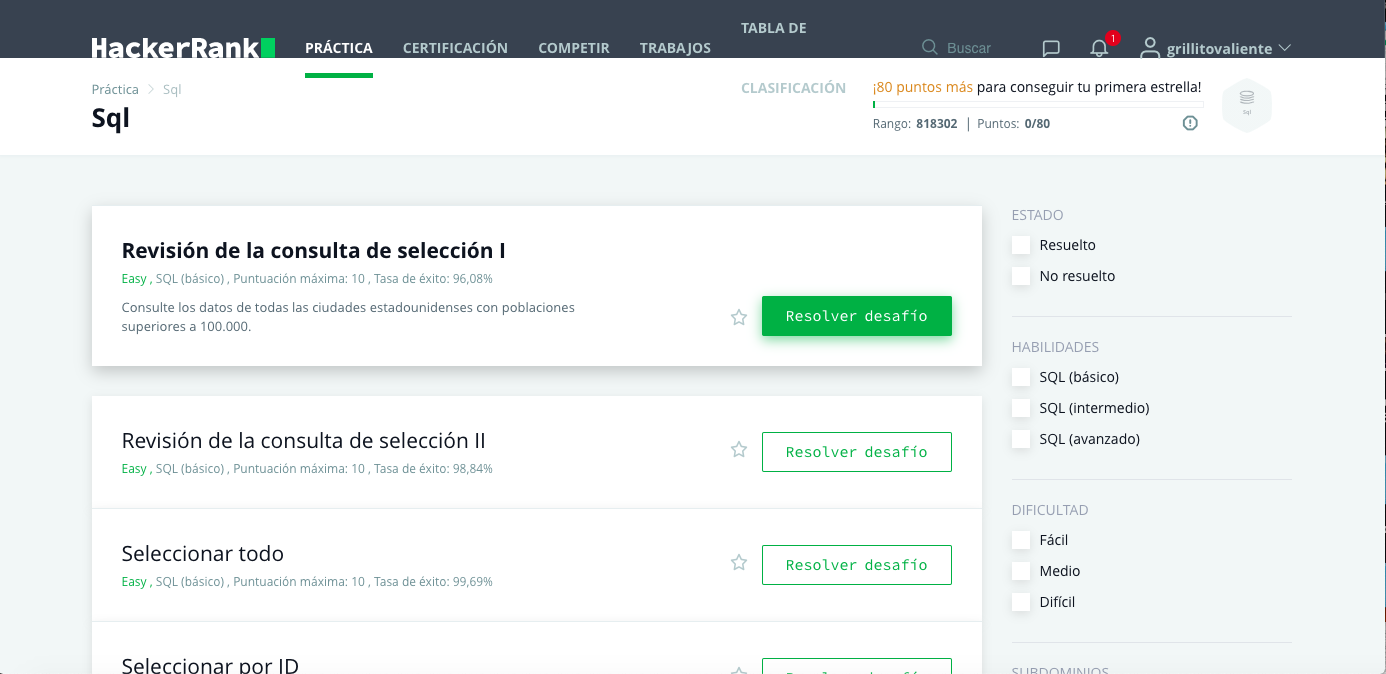 HackerRank
PRÁCTICA
CERTIFICACIÓN
COMPETIR
TRABAJOS
TABLA DE
CLASIFICACIÓN
Buscar
1
grillitovaliente
Práctica > Sql
Sql
¡80 puntos más para conseguir tu primera estrella!
Rango: 818302 | Puntos: 0/80
Sql
Revisión de la consulta de selección I
Easy , SQL (básico) , Puntuación máxima: 10 , Tasa de éxito: 96,08%
Consulte los datos de todas las ciudades estadounidenses con poblaciones
superiores a 100.000.
Resolver desafío
Revisión de la consulta de selección II
Easy , SQL (básico) , Puntuación máxima: 10 , Tasa de éxito: 98,84%
Resolver desafío
Seleccionar todo
Easy , SQL (básico) , Puntuación máxima: 10 , Tasa de éxito: 99,69%
Resolver desafío
Seleccionar por ID
Resolver desafío
ESTADO
Resuelto
No resuelto
HABILIDADES
SQL (básico)
SQL (intermedio)
SQL (avanzado)
DIFICULTAD
Fácil
Medio
Difícil
SUBDOMINIOS